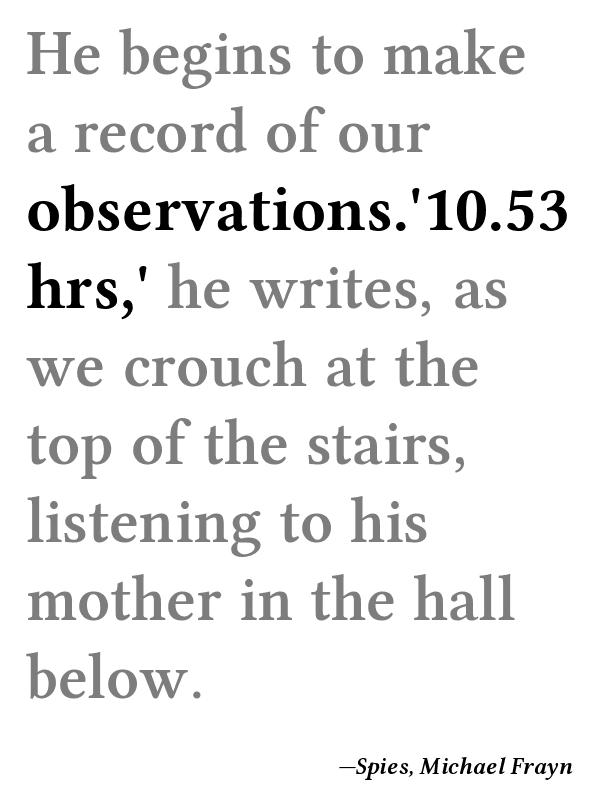 He begins to make
a record of our
observations.'10.53
hrs,' he writes, as
we crouch at the
top of the stairs,
listening to his
mother in the hall
below.
—Spies, Michael Frayn